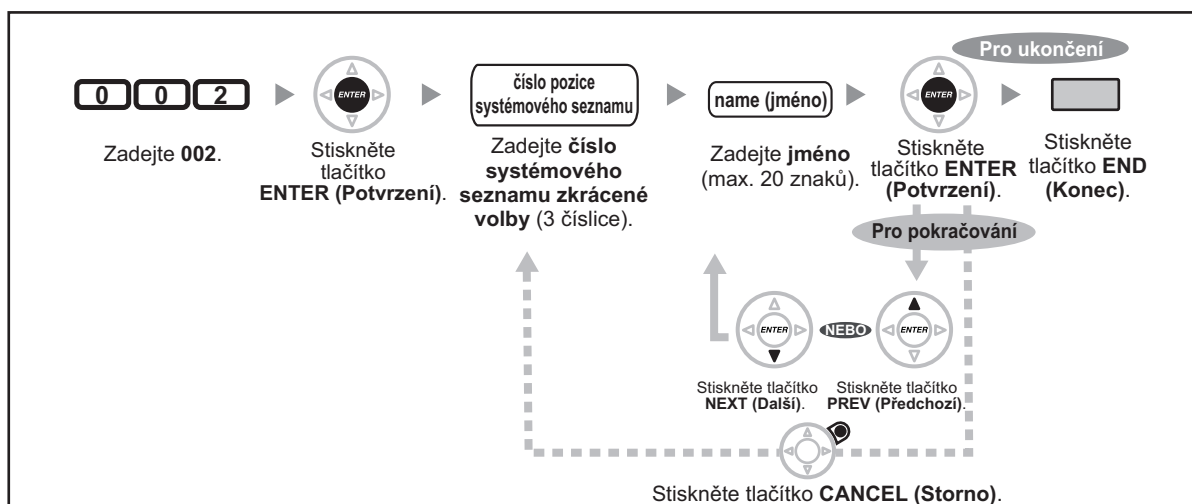 0 0 2
Zadejte 002.
ENTER
Stiskněte
tlačítko
ENTER (Potvrzení).
číslo pozice
systémového seznamu
Zadejte číslo
systémového
seznamu zkrácené
volby (3 číslice).
name (jméno)
Zadejte jméno
(max. 20 znaků).
ENTER
Stiskněte
tlačítko ENTER
(Potvrzení).
Pro ukončení
Stiskněte
tlačítko END
(Konec).
Pro pokračování
ENTER
NEBO
ENTER
Stiskněte tlačítko
NEXT (Další).
Stiskněte tlačítko
PREV (Předchozí).
Stiskněte tlačítko CANCEL (Storno).